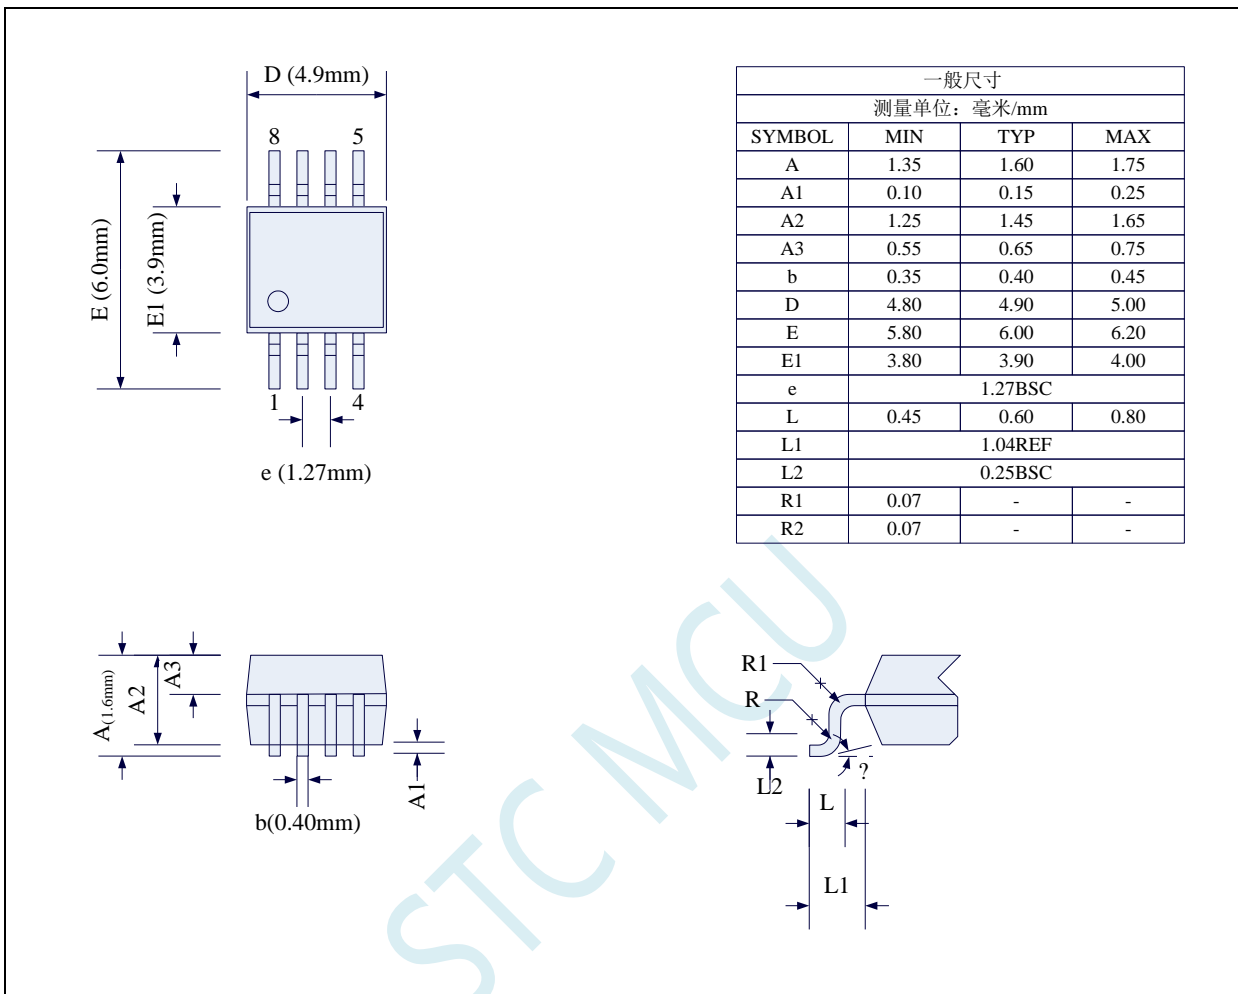 D (4.9mm)
8 5
E (6.0mm)
E1 (3.9mm)
1 4
e (1.27mm)
一般尺寸
测量单位：毫米/mm
SYMBOL MIN TYP MAX
A 1.35 1.60 1.75
A1 0.10 0.15 0.25
A2 1.25 1.45 1.65
A3 0.55 0.65 0.75
b 0.35 0.40 0.45
D 4.80 4.90 5.00
E 5.80 6.00 6.20
E1 3.80 3.90 4.00
e 1.27BSC
L 0.45 0.60 0.80
L1 1.04REF
L2 0.25BSC
R1 0.07 - -
R2 0.07 - -
A(1.6mm)
A2
A3
A1
b(0.40mm)
R1
R
L2
?
L
L1
STC MCU